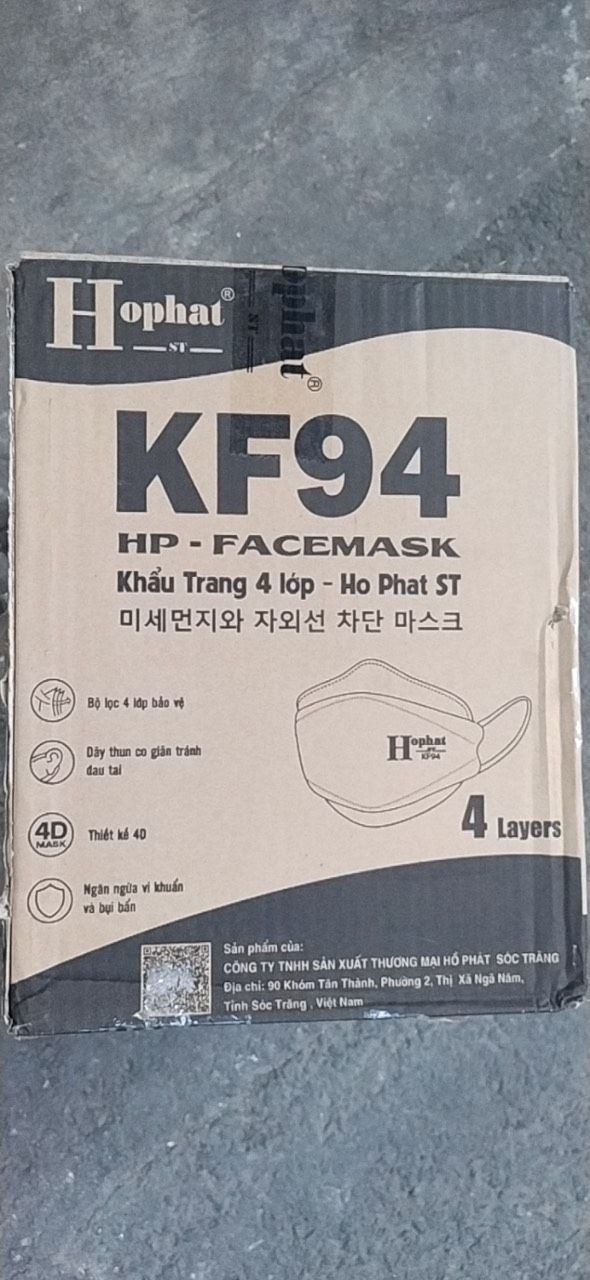 Hophat®
ST
ophat®
ST
KF94
HP - FACEMASK
Khẩu Trang 4 lớp - Ho Phat ST
미세먼지와 자외선 차단 마스크
Bộ lọc 4 lớp bảo vệ
Dây thun co giãn tránh
đau tai
4D
MASK
Thiết kế 4D
Ngăn ngừa vi khuẩn
và bụi bẩn
Hophat
ST
KF94
4 Layers
Sản phẩm của:
CÔNG TY TNHH SẢN XUẤT THƯƠNG MẠI HỒ PHÁT SÓC TRĂNG
Địa chỉ: 90 Khóm Tân Thành, Phường 2, Thị Xã Ngã Năm,
Tỉnh Sóc Trăng , Việt Nam